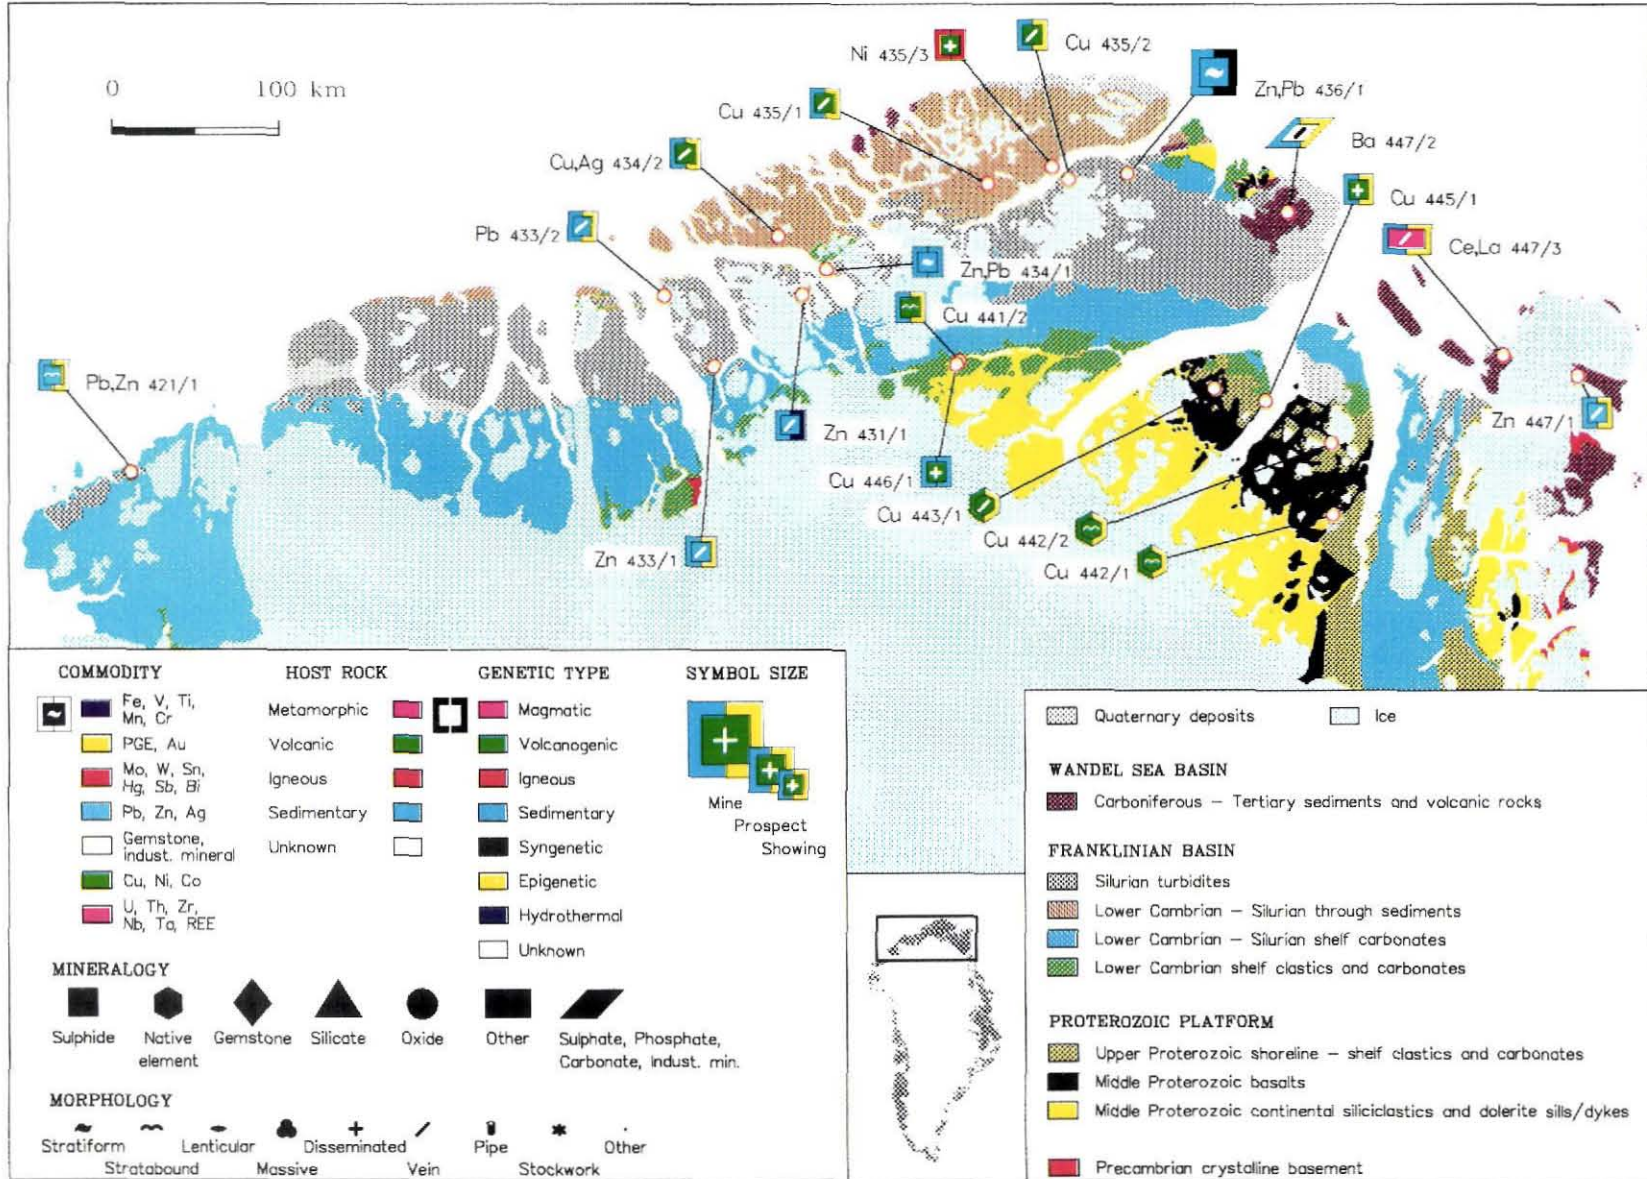 0 100 km
Ni 435/3
Cu 435/2
Zn,Pb 436/1
Cu 435/1
Ba 447/2
Cu,Ag 434/2
Cu 445/1
Pb 433/2
Ce,La 447/3
Zn,Pb 434/1
Cu 441/2
Pb,Zn 421/1
Zn 431/1
Zn 447/1
Cu 446/1
Cu 443/1
Cu 442/2
Zn 433/1
Cu 442/1
COMMODITY
Fe, V, Ti,
Mn, Cr
PGE, Au
Mo, W, Sn,
Hg, Sb, Bi
Pb, Zn, Ag
Gemstone,
indust. mineral
Cu, Ni, Co
U, Th, Zr,
Nb, Ta, REE
HOST ROCK
Metamorphic
Volcanic
Igneous
Sedimentary
Unknown
GENETIC TYPE
Magmatic
Volcanogenic
Igneous
Sedimentary
Syngenetic
Epigenetic
Hydrothermal
Unknown
SYMBOL SIZE
Mine
Prospect
Showing
MINERALOGY
Sulphide
Native
element
Gemstone
Silicate
Oxide
Other
Sulphate, Phosphate,
Carbonate, Indust. min.
MORPHOLOGY
Stratiform Lenticular Disseminated Pipe Other
Stratabound Massive Vein Stockwork
Quaternary deposits Ice
WANDEL SEA BASIN
Carboniferous – Tertiary sediments and volcanic rocks
FRANKLINIAN BASIN
Silurian turbidites
Lower Cambrian – Silurian through sediments
Lower Cambrian – Silurian shelf carbonates
Lower Cambrian shelf clastics and carbonates
PROTEROZOIC PLATFORM
Upper Proterozoic shoreline – shelf clastics and carbonates
Middle Proterozoic basalts
Middle Proterozoic continental siliciclastics and dolerite sills/dykes
Precambrian crystalline basement